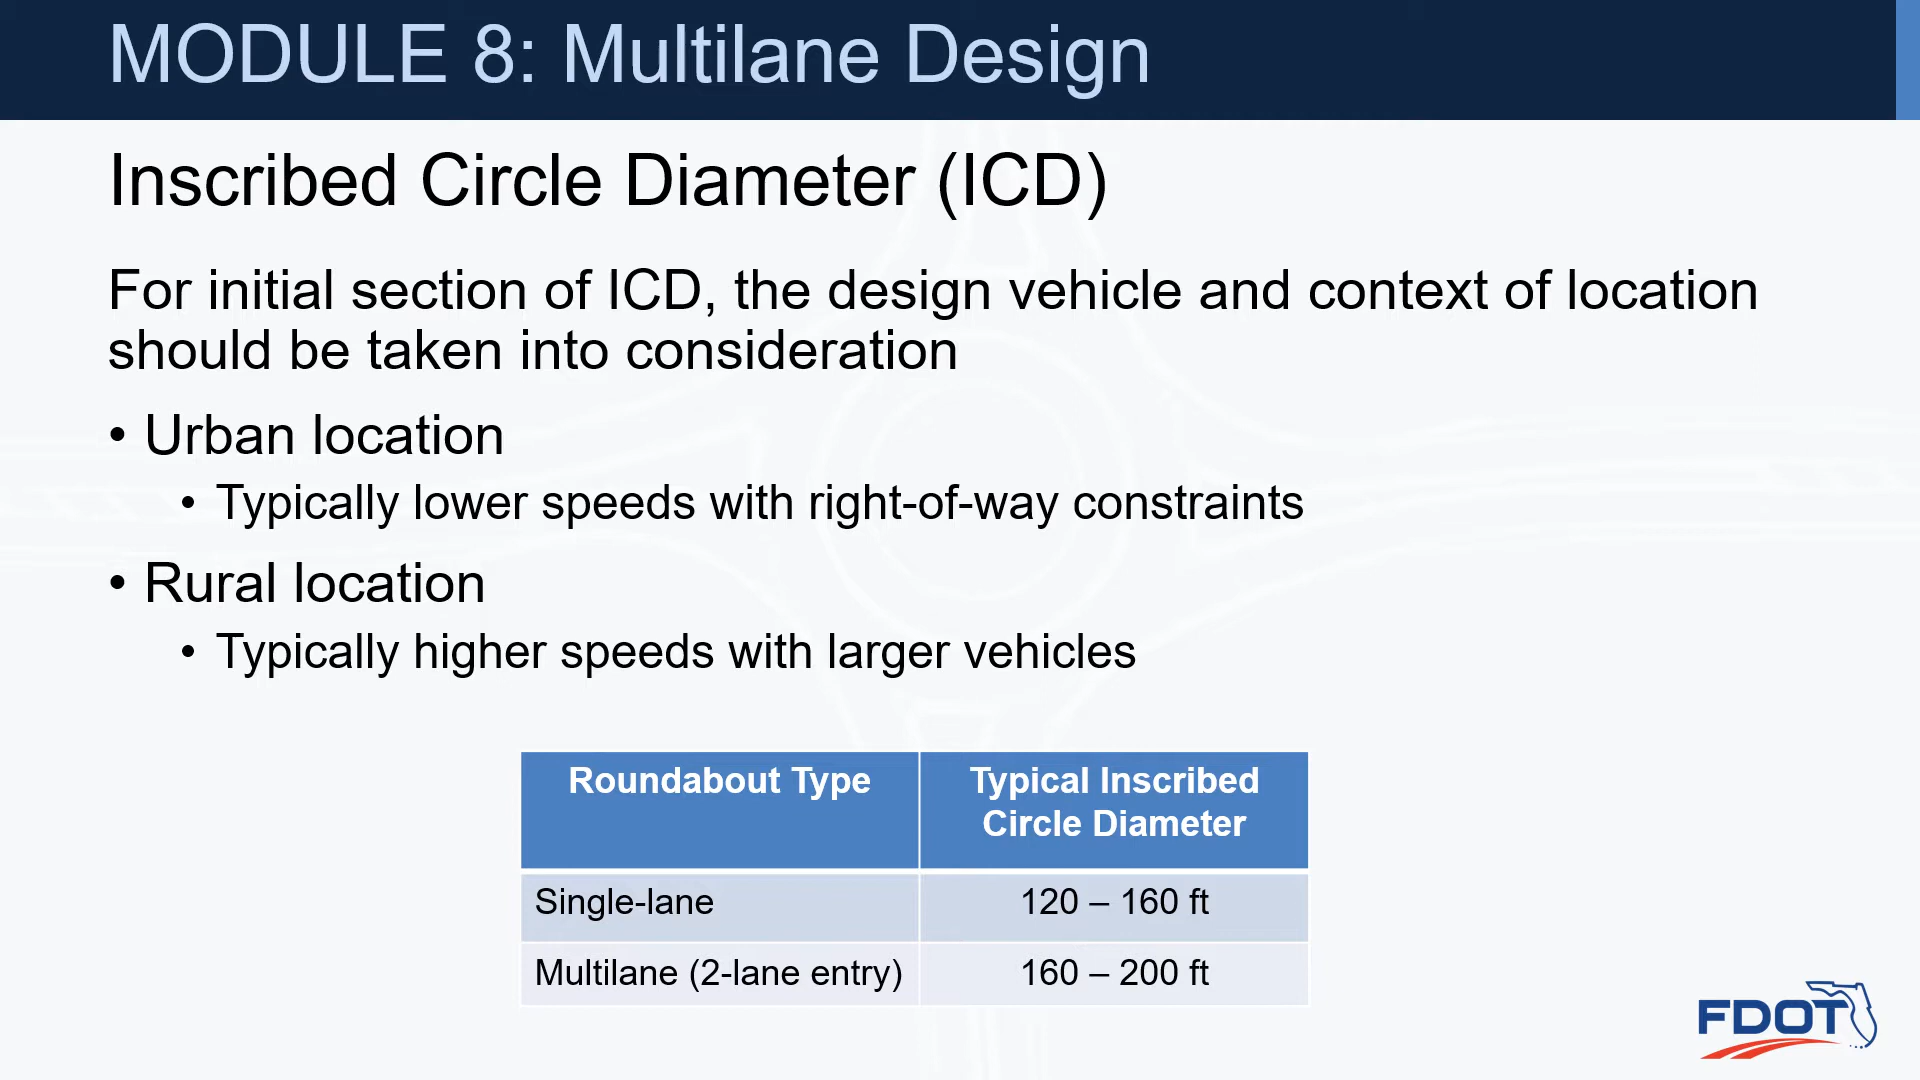 MODULE 8: Multilane Design
Inscribed Circle Diameter (ICD)
For initial section of ICD, the design vehicle and context of location
should be taken into consideration
• Urban location
• Typically lower speeds with right-of-way constraints
• Rural location
• Typically higher speeds with larger vehicles
Roundabout Type
Typical Inscribed
Circle Diameter
Single-lane
120 – 160 ft
Multilane (2-lane entry)
160 – 200 ft
FDOT